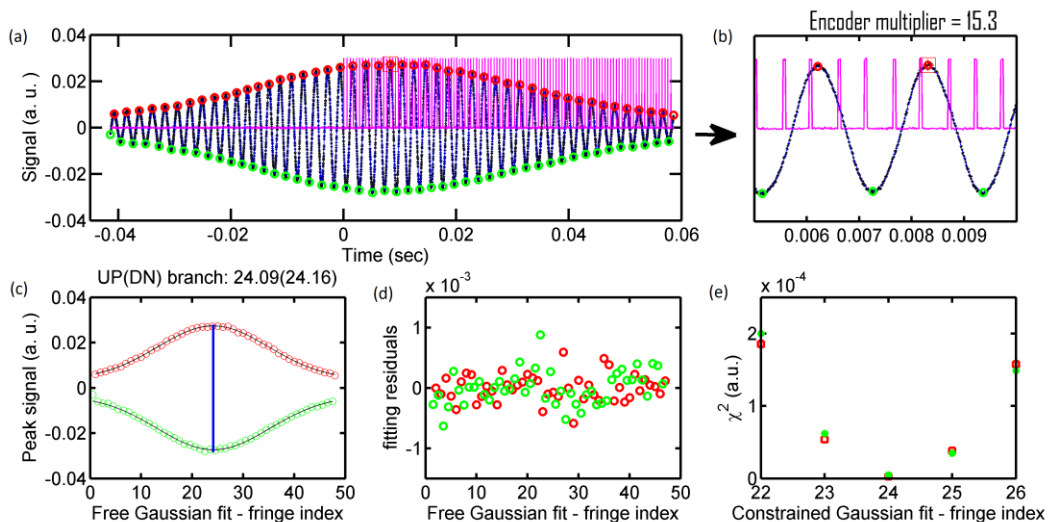 (a)
0.04
0.02
0
-0.02
-0.04
Signal (a. u.)
-0.04 -0.02 0 0.02 0.04 0.06
Time (sec)
Encoder multiplier = 15.3
(b)
0.006 0.007 0.008 0.009
UP(DN) branch: 24.09(24.16)
(c)
0.04
0.02
0
-0.02
-0.04
Peak signal (a. u.)
0 10 20 30 40 50
Free Gaussian fit - fringe index
(d)
× 10⁻³
1
0
-1
fitting residuals
0 10 20 30 40 50
Free Gaussian fit - fringe index
(e)
× 10⁻⁴
2
1
0
χ² (a.u.)
22 23 24 25 26
Constrained Gaussian fit - fringe index